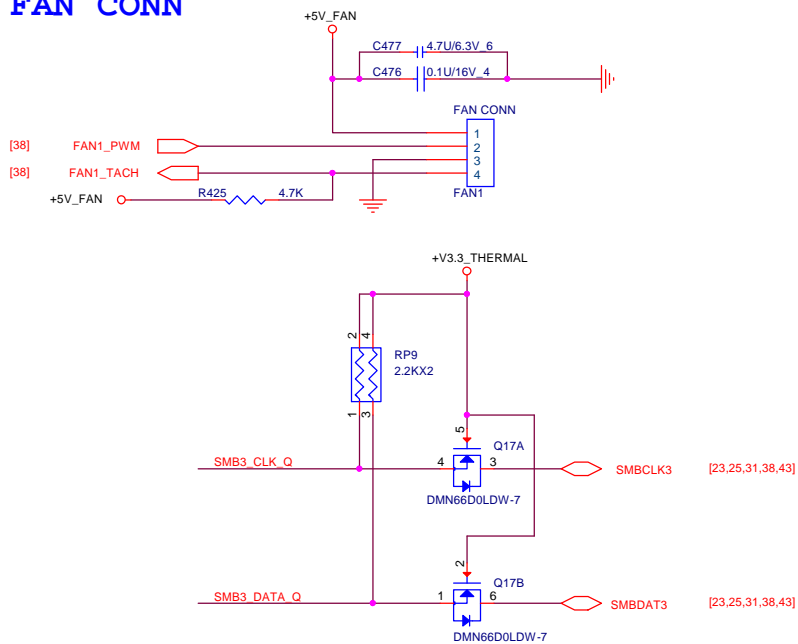 FAN CONN
+5V_FAN
C477 4.7U/6.3V_6
C476 0.1U/16V_4
FAN CONN
1
[38] FAN1_PWM 2
3
[38] FAN1_TACH 4
FAN1
+5V_FAN R425 4.7K
+V3.3_THERMAL
2 4
RP9
2.2KX2
1 3
5
Q17A
SMB3_CLK_Q 4 3 SMBCLK3 [23,25,31,38,43]
DMN66D0LDW-7
2
Q17B
SMB3_DATA_Q 1 6 SMBDAT3 [23,25,31,38,43]
DMN66D0LDW-7